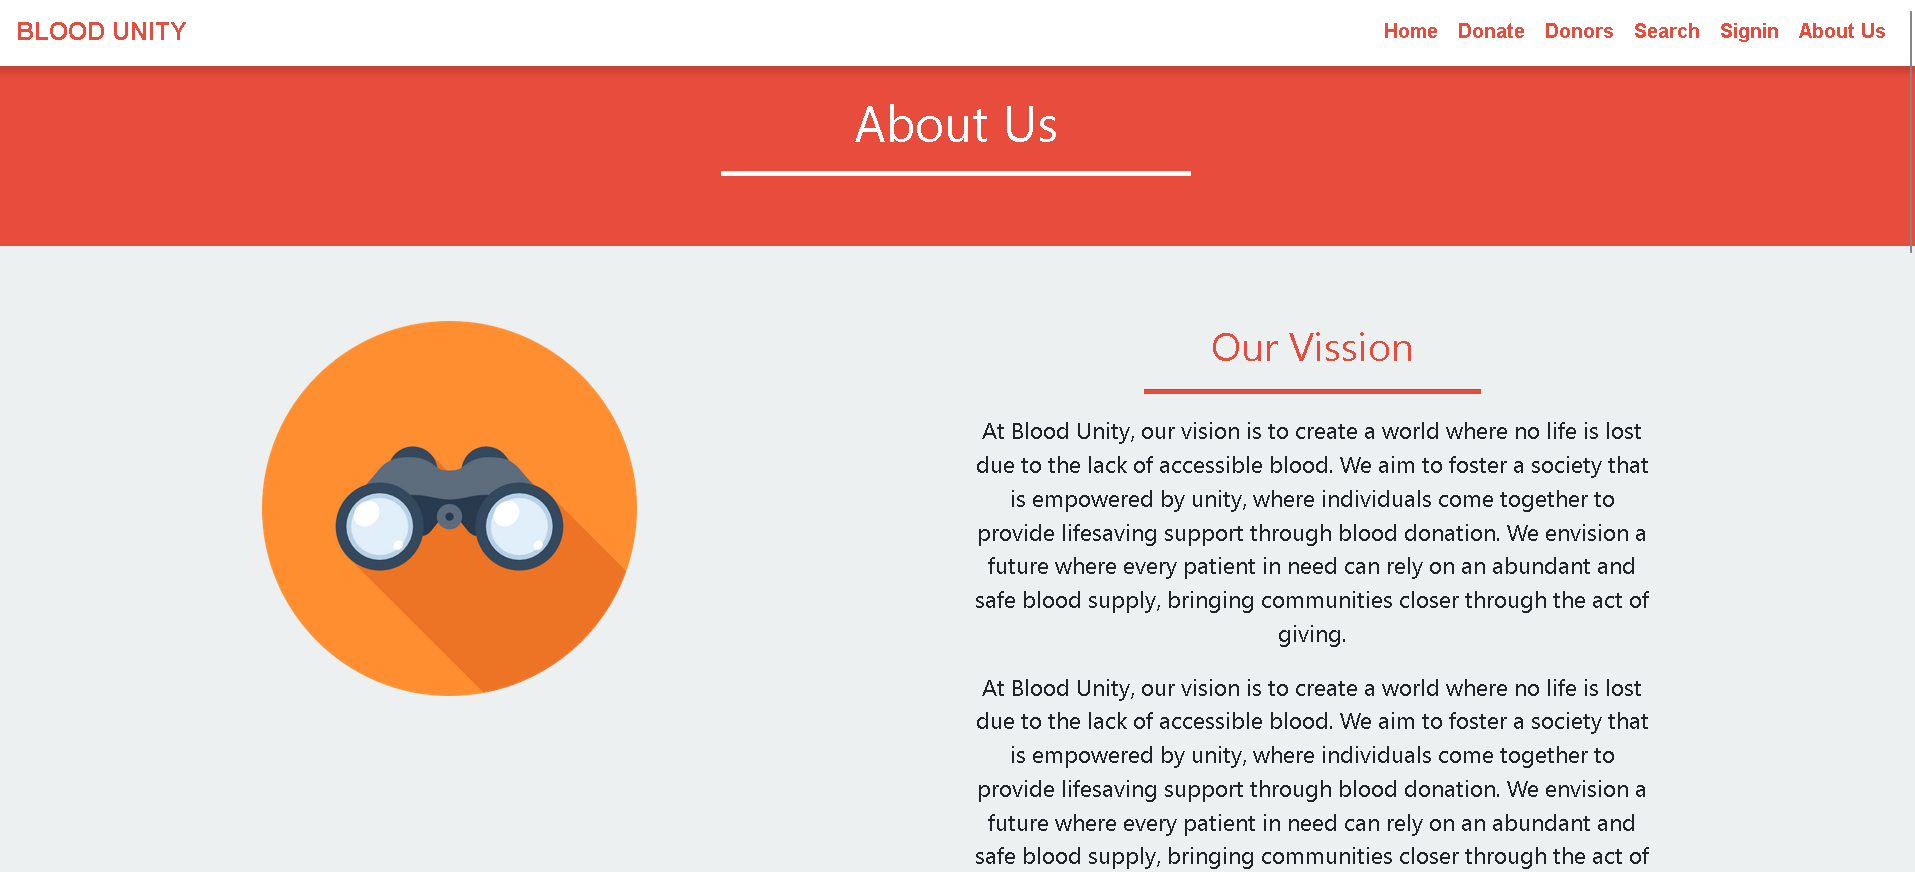 BLOOD UNITY
Home Donate Donors Search Signin About Us
About Us
Our Vission
At Blood Unity, our vision is to create a world where no life is lost
due to the lack of accessible blood. We aim to foster a society that
is empowered by unity, where individuals come together to
provide lifesaving support through blood donation. We envision a
future where every patient in need can rely on an abundant and
safe blood supply, bringing communities closer through the act of
giving.
At Blood Unity, our vision is to create a world where no life is lost
due to the lack of accessible blood. We aim to foster a society that
is empowered by unity, where individuals come together to
provide lifesaving support through blood donation. We envision a
future where every patient in need can rely on an abundant and
safe blood supply, bringing communities closer through the act of